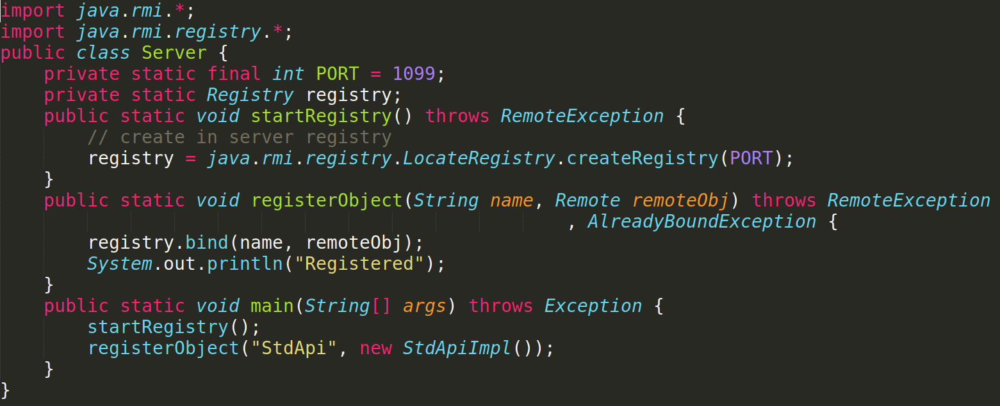 import java.rmi.*;
import java.rmi.registry.*;
public class Server {
    private static final int PORT = 1099;
    private static Registry registry;
    public static void startRegistry() throws RemoteException {
        // create in server registry
        registry = java.rmi.registry.LocateRegistry.createRegistry(PORT);
    }
    public static void registerObject(String name, Remote remoteObj) throws RemoteException
                                                    , AlreadyBoundException {
        registry.bind(name, remoteObj);
        System.out.println("Registered");
    }
    public static void main(String[] args) throws Exception {
        startRegistry();
        registerObject("StdApi", new StdApiImpl());
    }
}